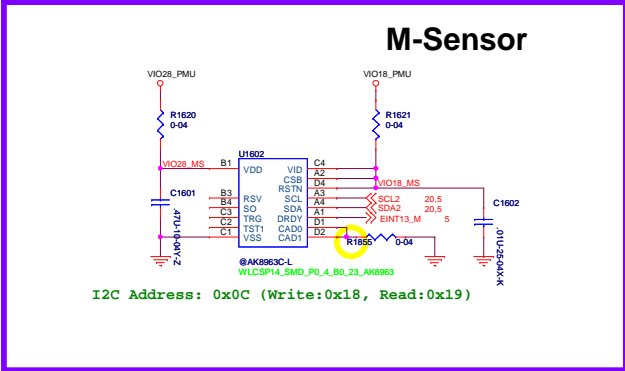 M-Sensor
VIO28_PMU
VIO18_PMU
R1620
0-04
R1621
0-04
U1602
VIO28_MS
B1
VDD
VID
C4
CSB
A2
RSTN
D4
VIO18_MS
C1601
.47U-10-04Y-Z
B3
RSV
SCL
A3
SCL2
20,5
B4
SO
SDA
A4
SDA2
20,5
C3
TRG
DRDY
A1
EINT13_M
5
C2
TST1
CAD0
D1
C1
VSS
CAD1
D2
R1855
0-04
C1602
.01U-25-04X-K
@AK8963C-L
WLCSP14_SMD_P0_4_B0_23_AK8963
I2C Address: 0x0C (Write:0x18, Read:0x19)